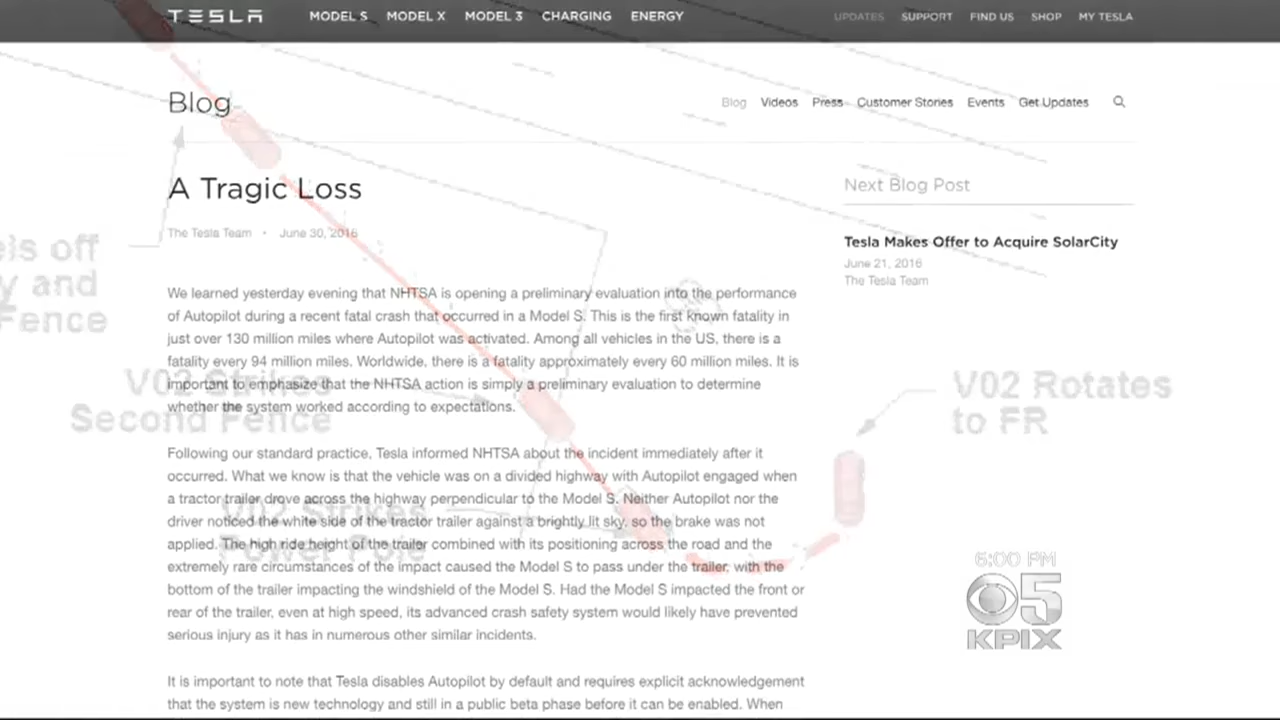 TESLA MODEL S MODEL X MODEL 3 CHARGING ENERGY UPDATES SUPPORT FIND US SHOP MY TESLA
Blog
Blog Videos Press Customer Stories Events Get Updates
A Tragic Loss
The Tesla Team • June 30, 2016
Next Blog Post
Tesla Makes Offer to Acquire SolarCity
June 21, 2016
The Tesla Team
els off
y and
Fence
We learned yesterday evening that NHTSA is opening a preliminary evaluation into the performance
of Autopilot during a recent fatal crash that occurred in a Model S. This is the first known fatality in
just over 130 million miles where Autopilot was activated. Among all vehicles in the US, there is a
fatality every 94 million miles. Worldwide, there is a fatality approximately every 60 million miles. It is
important to emphasize that the NHTSA action is simply a preliminary evaluation to determine
whether the system worked according to expectations.
V02 Strikes
Second Fence
V02 Rotates
to FR
Following our standard practice, Tesla informed NHTSA about the incident immediately after it
occurred. What we know is that the vehicle was on a divided highway with Autopilot engaged when
a tractor trailer drove across the highway perpendicular to the Model S. Neither Autopilot nor the
driver noticed the white side of the tractor trailer against a brightly lit sky, so the brake was not
applied. The high ride height of the trailer combined with its positioning across the road and the
extremely rare circumstances of the impact caused the Model S to pass under the trailer, with the
bottom of the trailer impacting the windshield of the Model S. Had the Model S impacted the front or
rear of the trailer, even at high speed, its advanced crash safety system would likely have prevented
serious injury as it has in numerous other similar incidents.
V02 Strikes
Power Pole
It is important to note that Tesla disables Autopilot by default and requires explicit acknowledgement
that the system is new technology and still in a public beta phase before it can be enabled. When
6:00 PM
5
KPIX